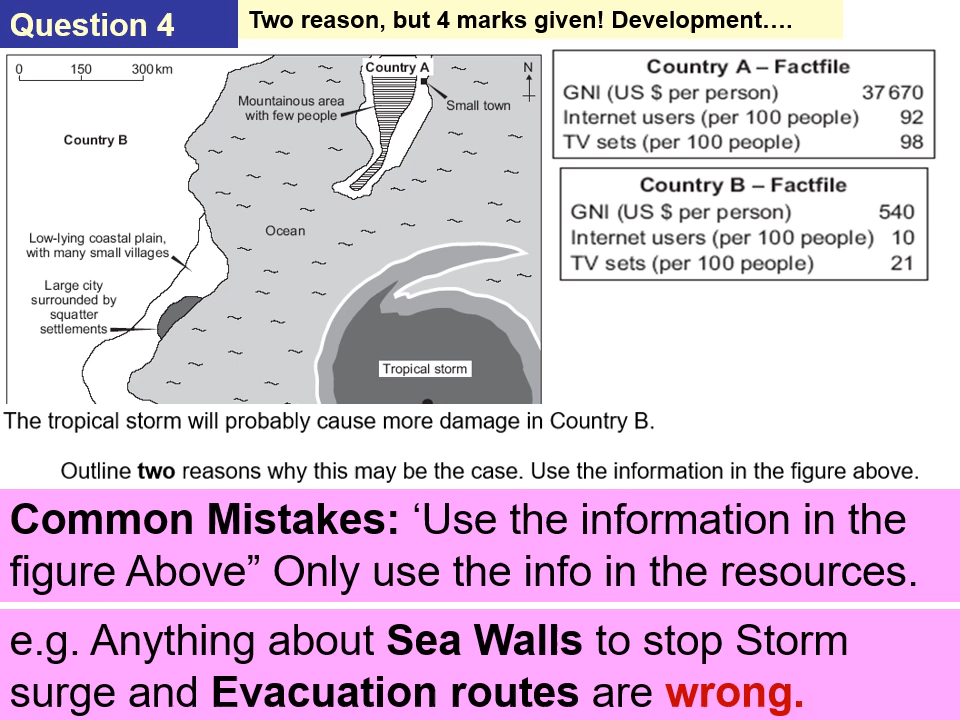 Question 4
Two reason, but 4 marks given! Development….
0 150 300 km
Country A
N
Mountainous area
with few people
Small town
Country B
Ocean
Low-lying coastal plain,
with many small villages
Large city
surrounded by
squatter
settlements
Tropical storm
Country A – Factfile
GNI (US $ per person) 37 670
Internet users (per 100 people) 92
TV sets (per 100 people) 98
Country B – Factfile
GNI (US $ per person) 540
Internet users (per 100 people) 10
TV sets (per 100 people) 21
The tropical storm will probably cause more damage in Country B.
Outline two reasons why this may be the case. Use the information in the figure above.
Common Mistakes: ‘Use the information in the
figure Above” Only use the info in the resources.
e.g. Anything about Sea Walls to stop Storm
surge and Evacuation routes are wrong.